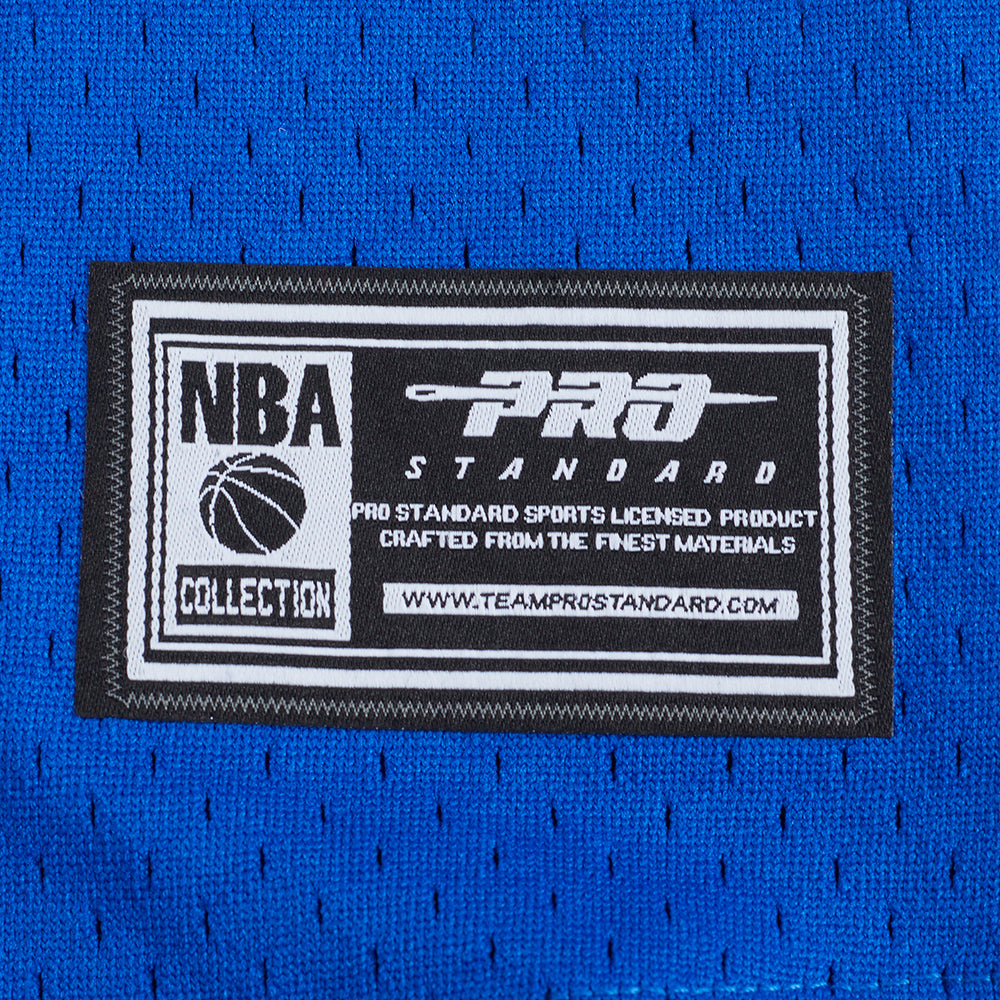 NBA
COLLECTION
PRO
STANDARD
PRO STANDARD SPORTS LICENSED PRODUCT
CRAFTED FROM THE FINEST MATERIALS
WWW.TEAMPROSTANDARD.COM